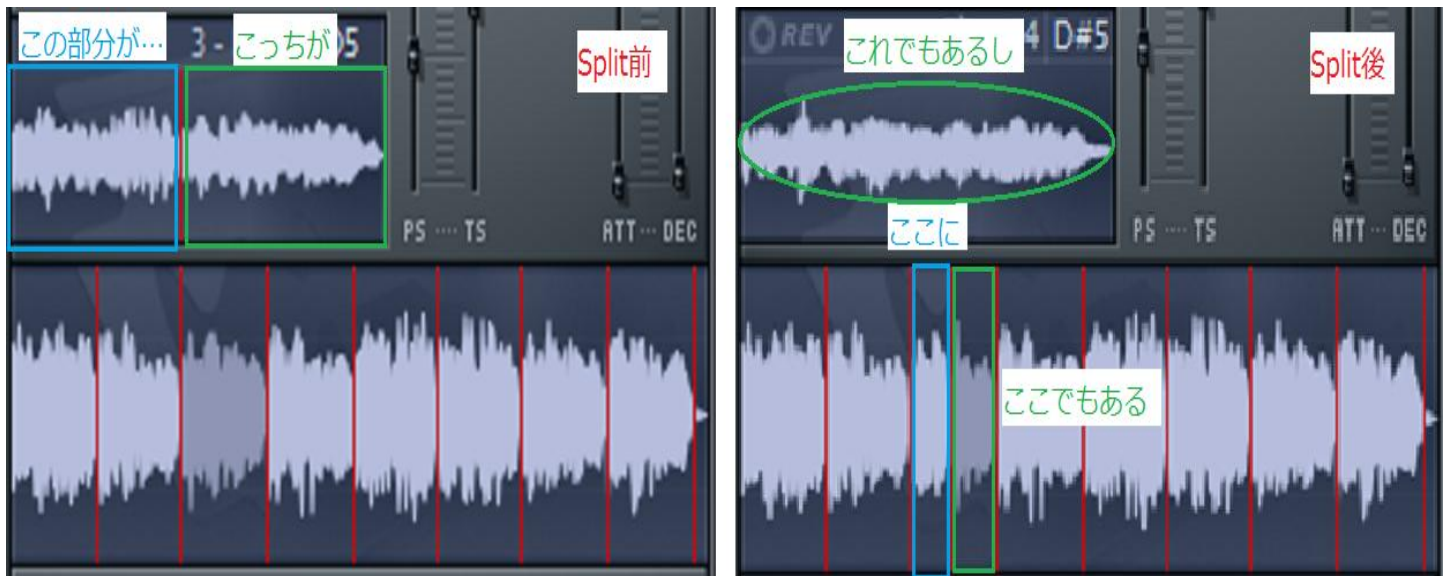 この部分が…
3 -
こっちが
5
Split前
PS ···· TS
ATT ··· DEC
REV
これでもあるし
4 D#5
Split後
ここに
PS ···· TS
ATT ··· DEC
ここでもある